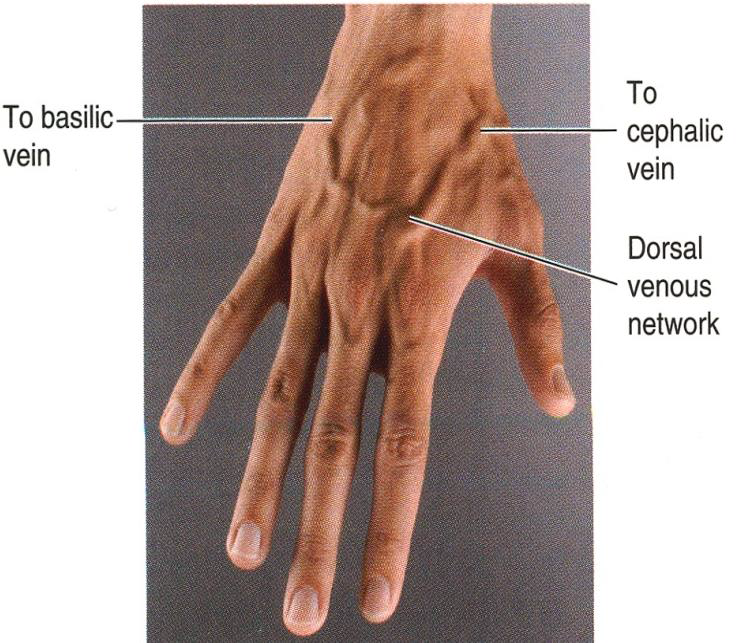 To basilic
vein
To
cephalic
vein
Dorsal
venous
network